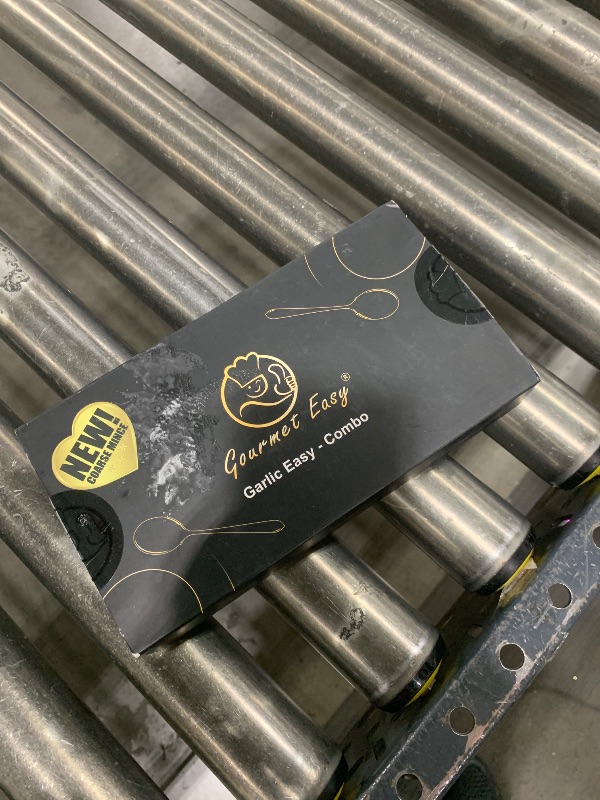 NEW!
COARSE MINCE
Gourmet Easy®
Garlic Easy - Combo